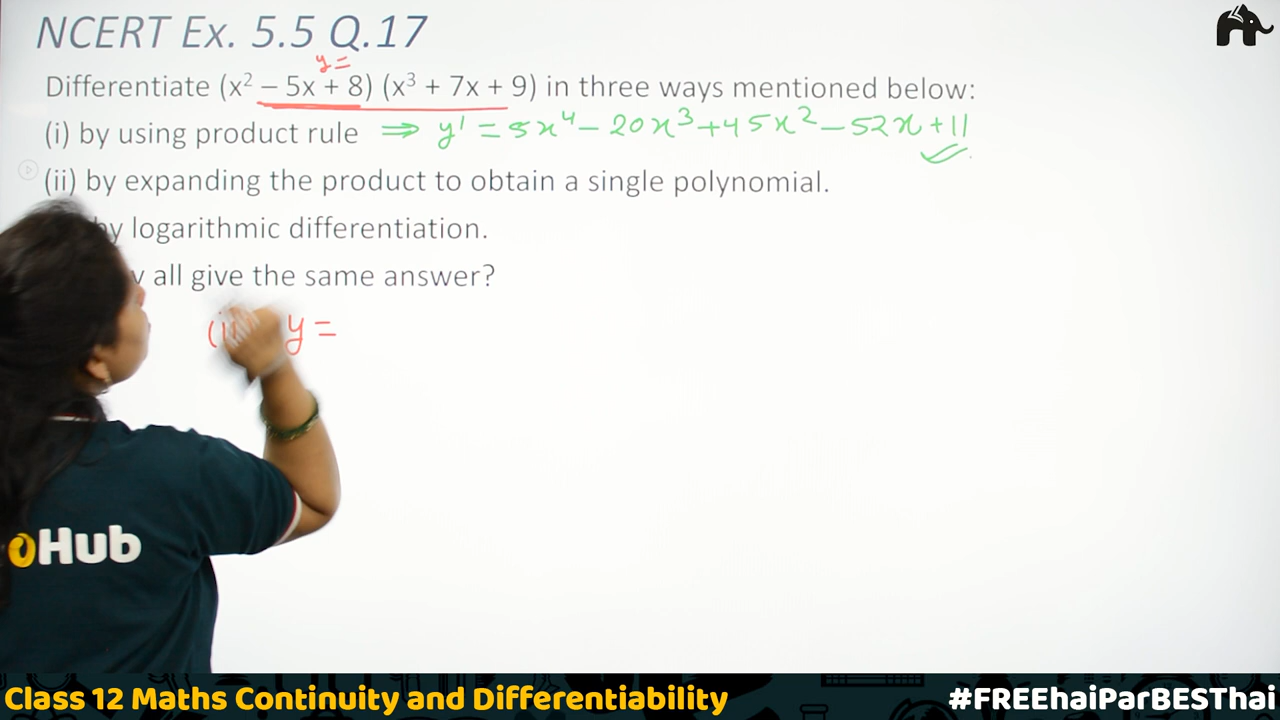 NCERT Ex. 5.5 Q.17
y =
Differentiate (x² – 5x + 8) (x³ + 7x + 9) in three ways mentioned below:
(i) by using product rule ⇒ y' = 5x⁴ – 20x³ + 45x² – 52x + 11
(ii) by expanding the product to obtain a single polynomial.
by logarithmic differentiation.
all give the same answer?
y =
oHub
Class 12 Maths Continuity and Differentiability
#FREEhaiParBESThai